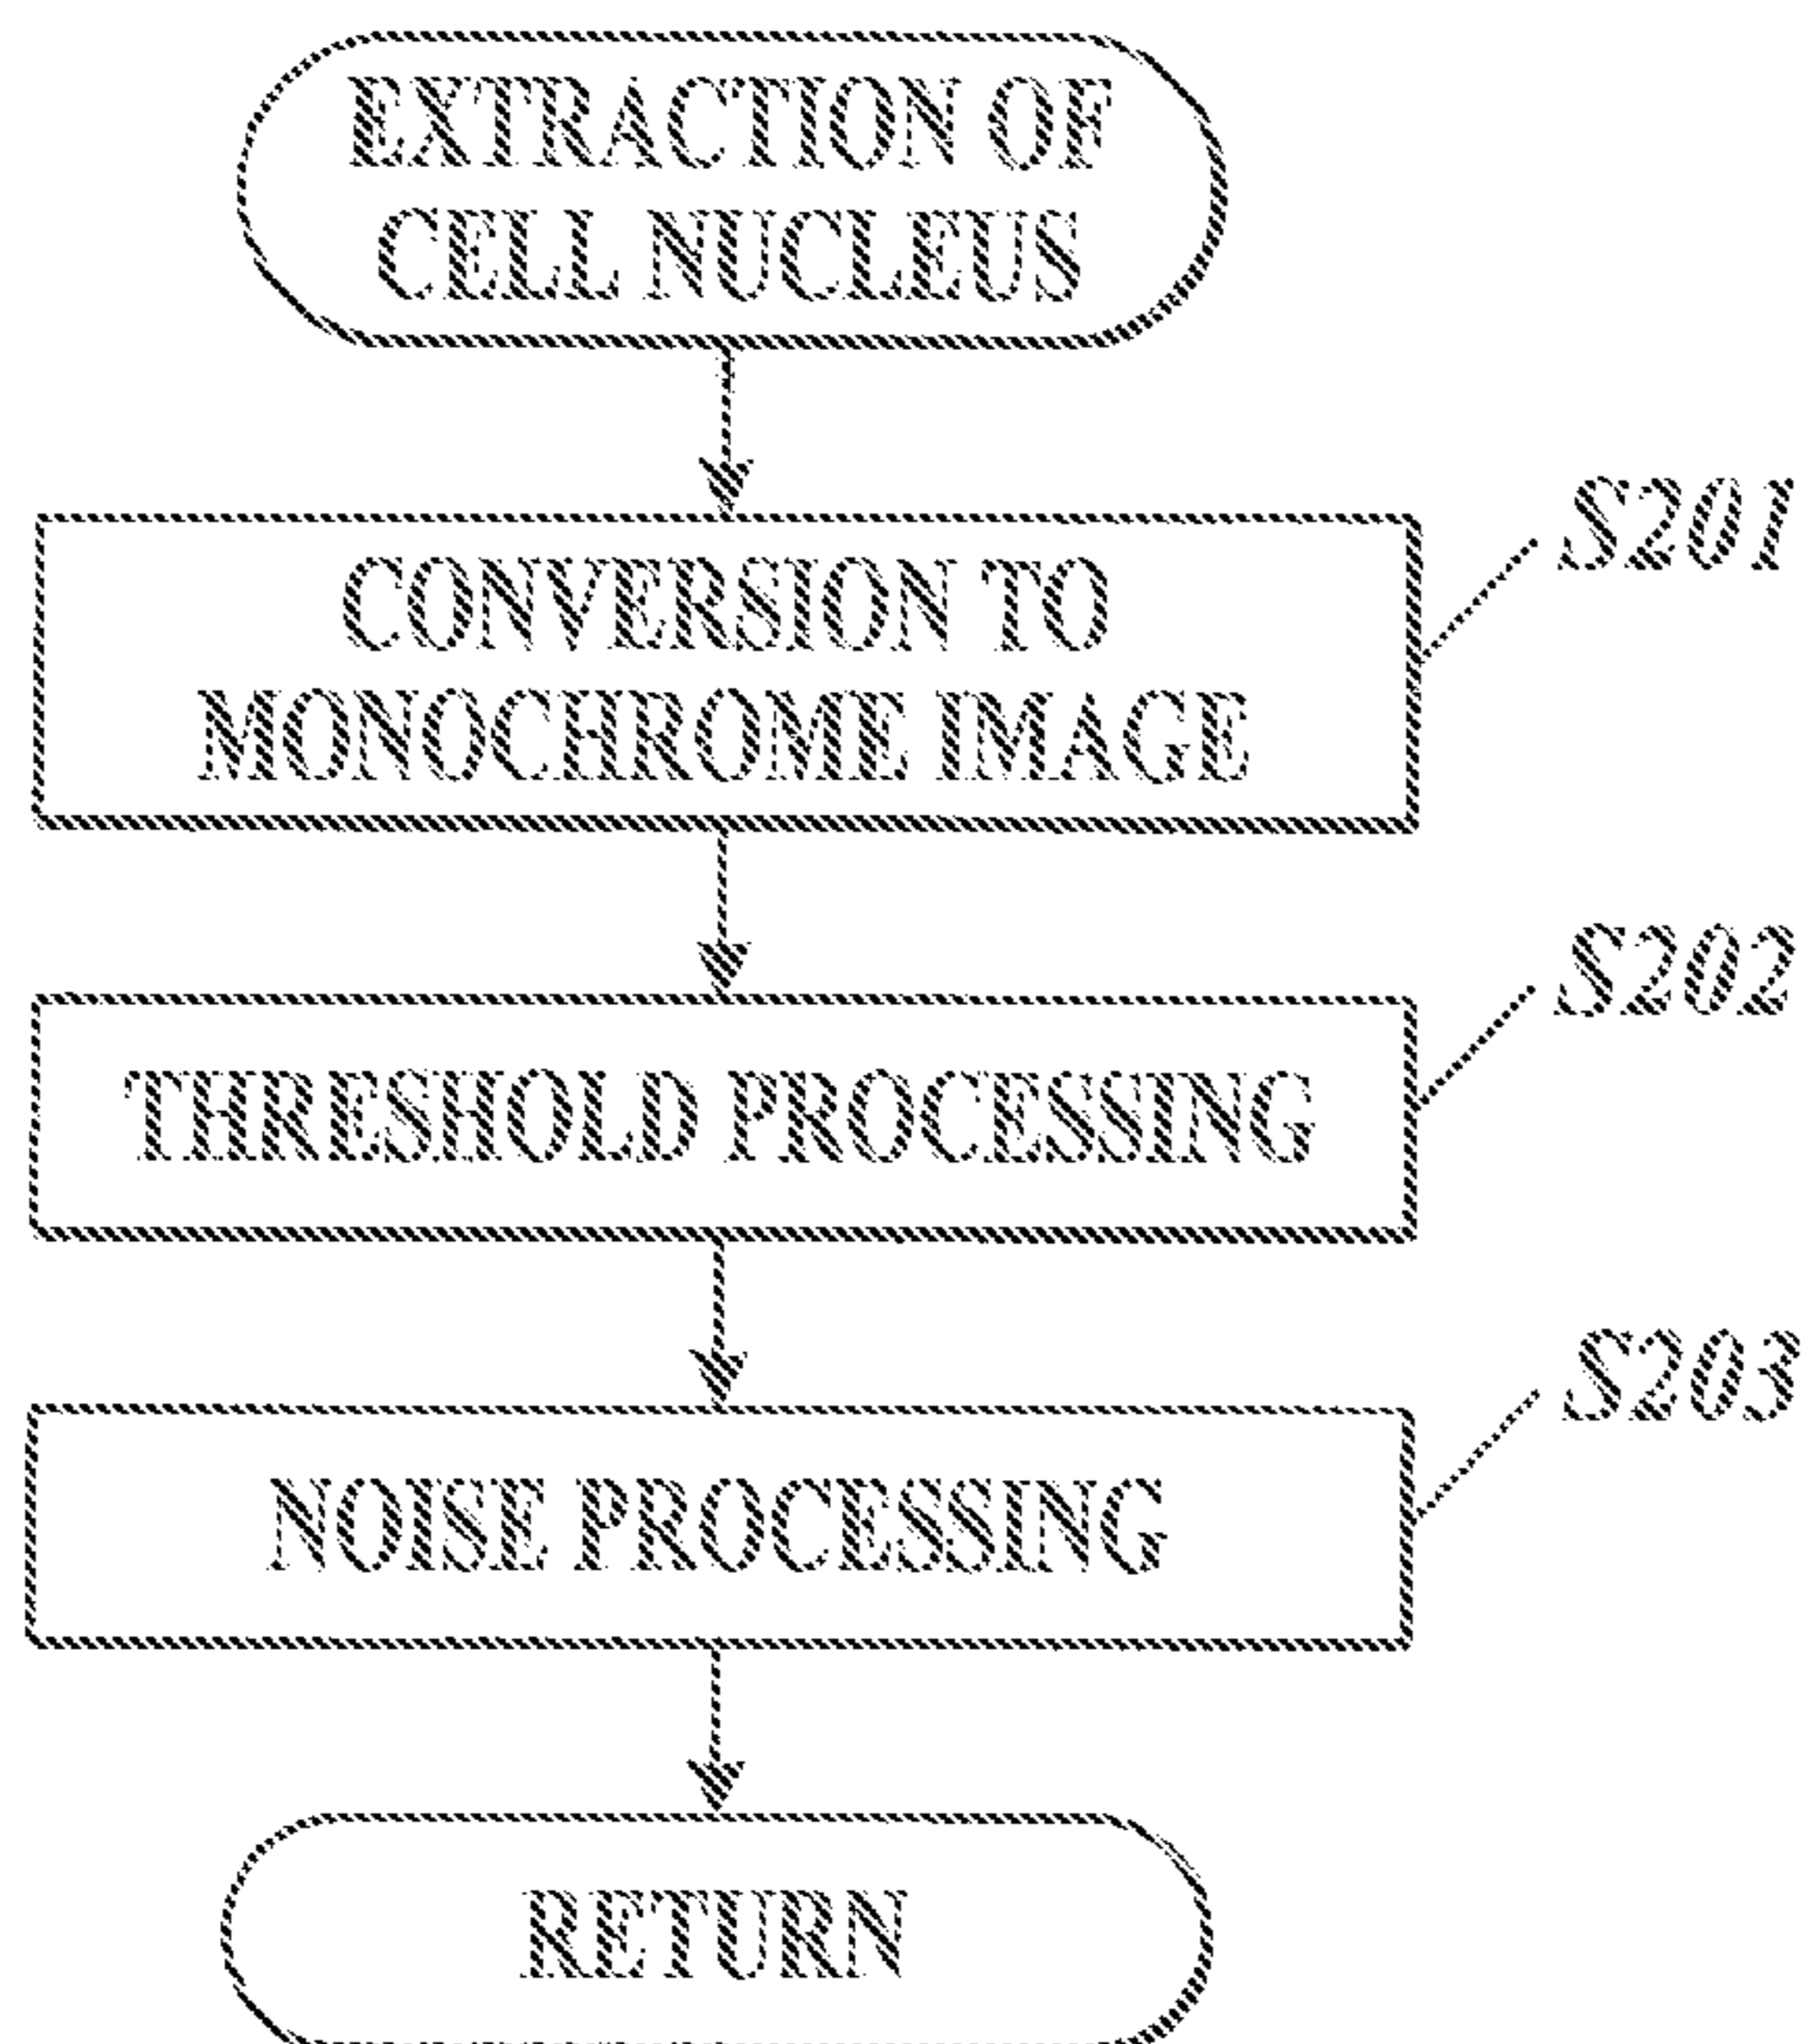 EXTRACTION OF
CELL NUCLEUS
S201
CONVERSION TO
MONOCHROME IMAGE
S202
THRESHOLD PROCESSING
S203
NOISE PROCESSING
RETURN